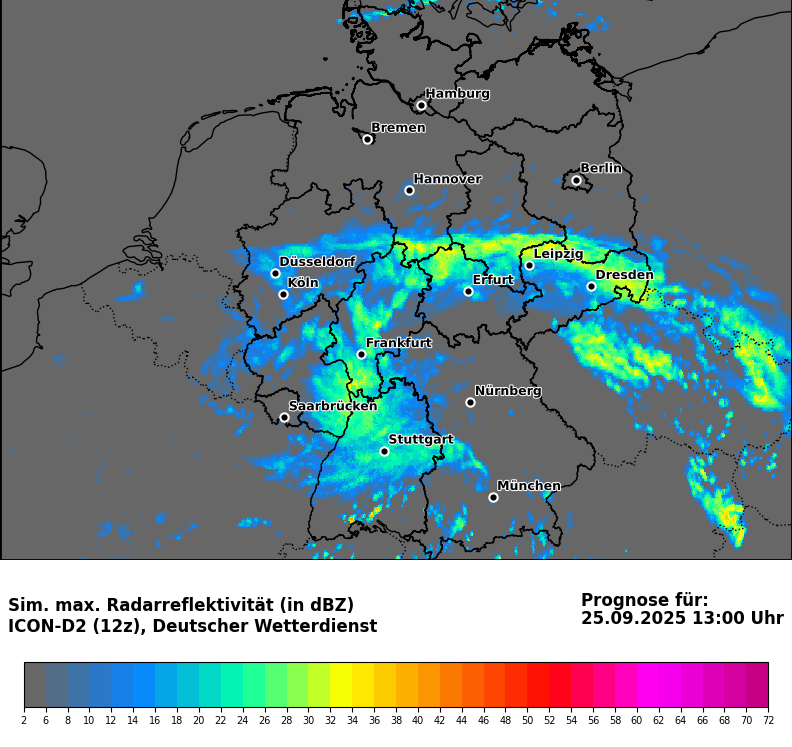 Hamburg
Bremen
Berlin
Hannover
Leipzig
Düsseldorf
Dresden
Köln
Erfurt
Frankfurt
Nürnberg
Saarbrücken
Stuttgart
München
Sim. max. Radarreflektivität (in dBZ)
ICON-D2 (12z), Deutscher Wetterdienst
Prognose für:
25.09.2025 13:00 Uhr
2 6 8 10 12 14 16 18 20 22 24 26 28 30 32 34 36 38 40 42 44 46 48 50 52 54 56 58 60 62 64 66 68 70 72